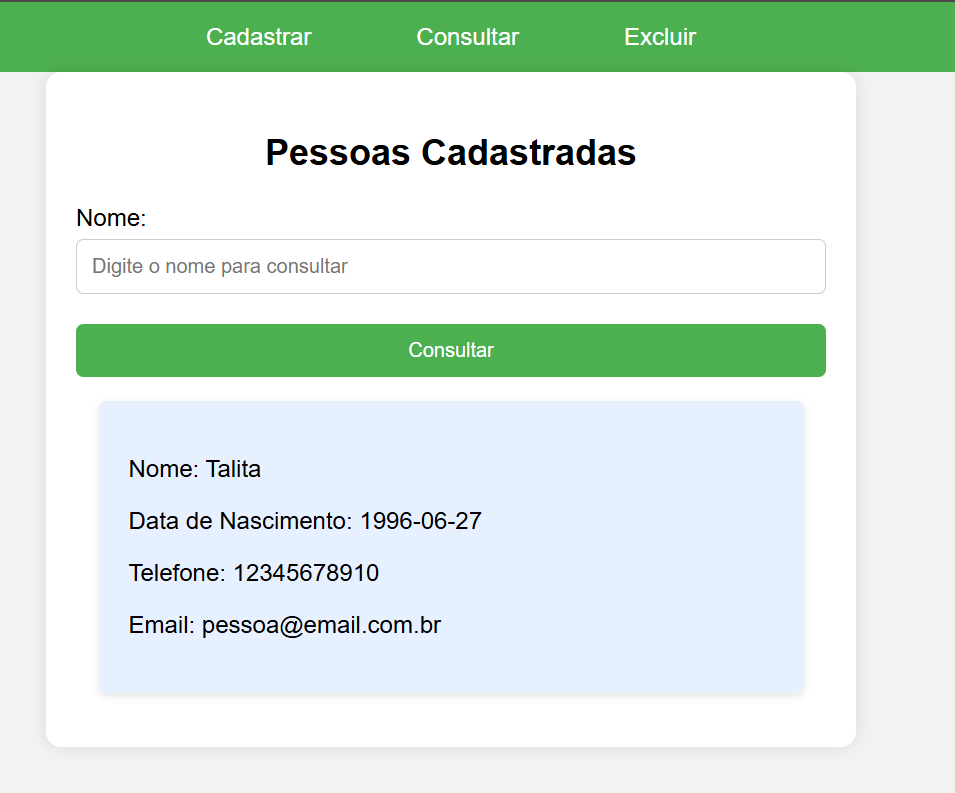 Cadastrar Consultar Excluir
Pessoas Cadastradas
Nome:
Digite o nome para consultar
Consultar
Nome: Talita
Data de Nascimento: 1996-06-27
Telefone: 12345678910
Email: pessoa@email.com.br